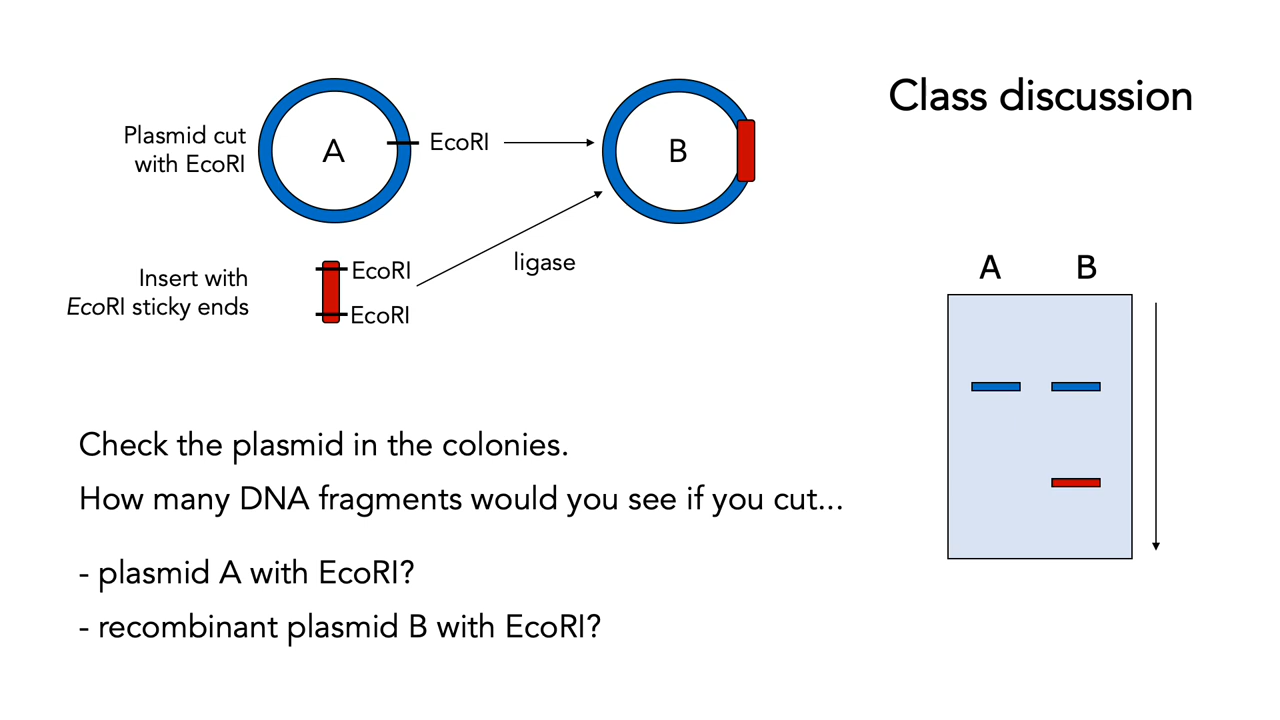 Class discussion
Plasmid cut
with EcoRI
A
EcoRI
B
Insert with
EcoRI sticky ends
EcoRI
EcoRI
ligase
A B
Check the plasmid in the colonies.
How many DNA fragments would you see if you cut...
- plasmid A with EcoRI?
- recombinant plasmid B with EcoRI?